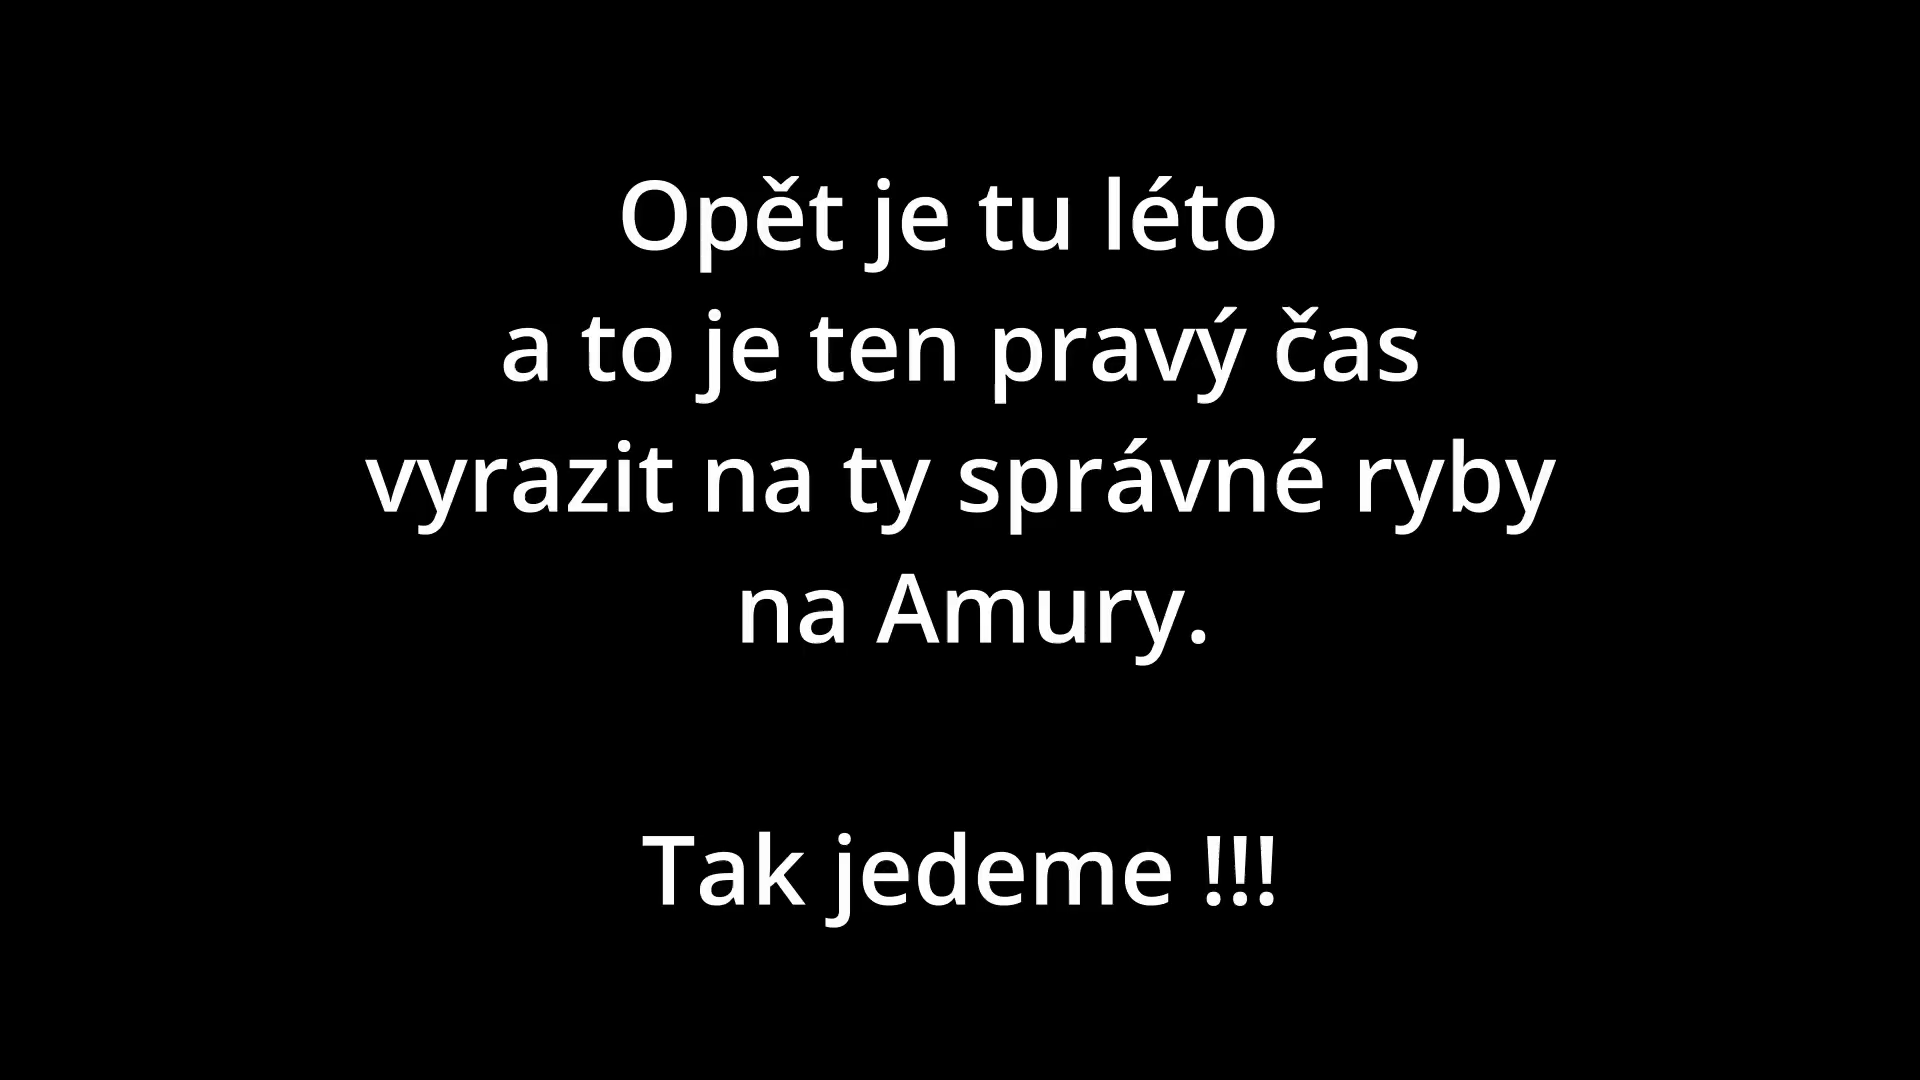 Opět je tu léto
a to je ten pravý čas
vyrazit na ty správné ryby
na Amury.
Tak jedeme !!!